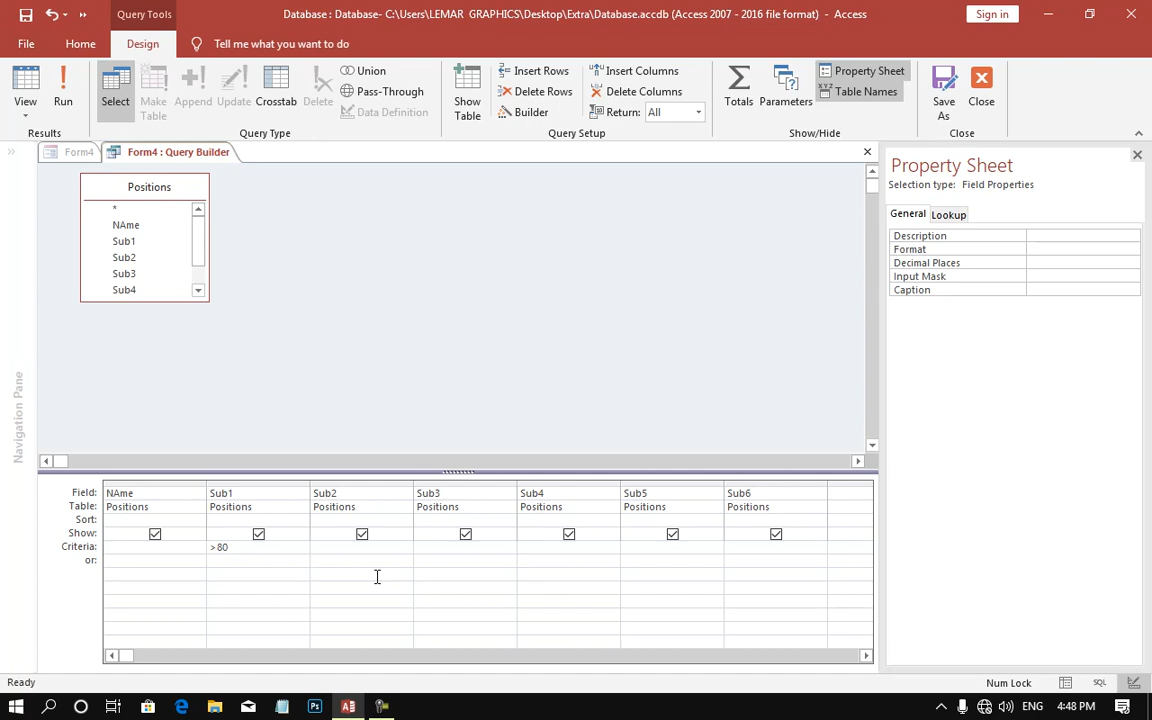 Query Tools
Database : Database- C:\Users\LEMAR GRAPHICS\Desktop\Extra\Database.accdb (Access 2007 - 2016 file format) - Access
Sign in
File
Home
Design
Tell me what you want to do
View
Run
Select
Make Table
Append
Update
Crosstab
Delete
Union
Pass-Through
Data Definition
Show Table
Insert Rows
Delete Rows
Builder
Insert Columns
Delete Columns
Return: All
Totals
Parameters
Property Sheet
XYZ
Table Names
Save As
Close
Results
Query Type
Query Setup
Show/Hide
Close
Form4
Form4 : Query Builder
Navigation Pane
Positions
*
NAme
Sub1
Sub2
Sub3
Sub4
Property Sheet
Selection type: Field Properties
General
Lookup
Description
Format
Decimal Places
Input Mask
Caption
Field: NAme Sub1 Sub2 Sub3 Sub4 Sub5 Sub6
Table: Positions Positions Positions Positions Positions Positions Positions
Sort:
Show:
Criteria: >80
or:
Ready
Num Lock
SQL
Ps
ENG
4:48 PM